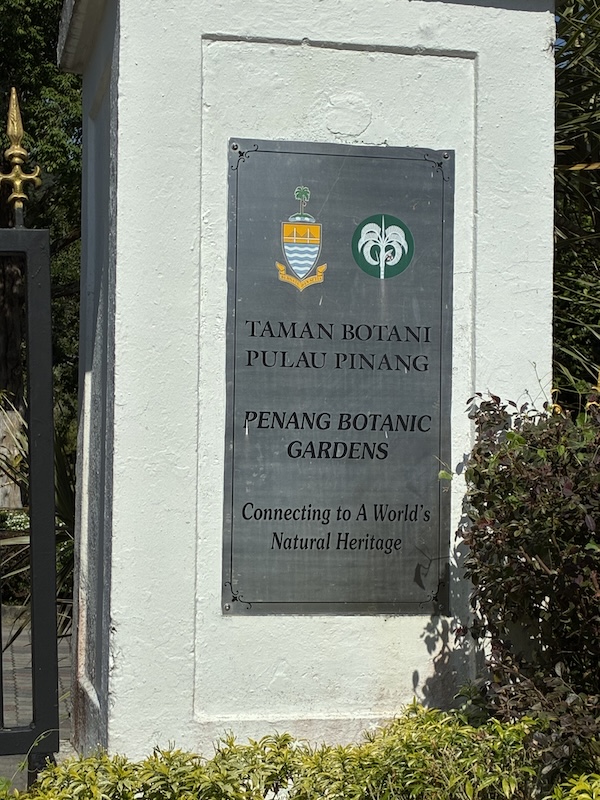 TAMAN BOTANI
PULAU PINANG
PENANG BOTANIC
GARDENS
Connecting to A World's
Natural Heritage